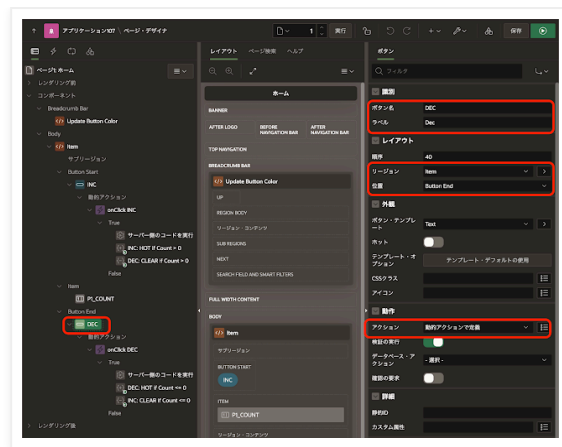 アプリケーション107 \ ページ・デザイナ
1
実行
保存
ページ1: ホーム
レンダリング前
コンポーネント
Breadcrumb Bar
Update Button Color
Body
Item
サブリージョン
Button Start
INC
動的アクション
onClick INC
True
サーバー側のコードを実行
INC: HOT if Count > 0
DEC: CLEAR if Count > 0
False
Item
P1_COUNT
Button End
DEC
動的アクション
onClick DEC
True
サーバー側のコードを実行
DEC: HOT if Count <= 0
INC: CLEAR if Count <= 0
False
レンダリング後
レイアウト ページ検索 ヘルプ
ホーム
BANNER
AFTER LOGO
BEFORE NAVIGATION BAR
AFTER NAVIGATION BAR
TOP NAVIGATION
BREADCRUMB BAR
Update Button Color
UP
REGION BODY
リージョン・コンテンツ
SUB REGIONS
NEXT
SEARCH FIELD AND SMART FILTERS
FULL WIDTH CONTENT
BODY
Item
サブリージョン
BUTTON START
INC
ITEM
P1_COUNT
リージョン・コンテンツ
ボタン
フィルタ
識別
ボタン名 DEC
ラベル Dec
レイアウト
順序 40
リージョン Item
位置 Button End
外観
ボタン・テンプレート Text
ホット
テンプレート・オプション テンプレート・デフォルトの使用
CSSクラス
アイコン
動作
アクション 動的アクションで定義
検証の実行
データベース・アクション - 選択 -
確認の要求
詳細
静的ID
カスタム属性